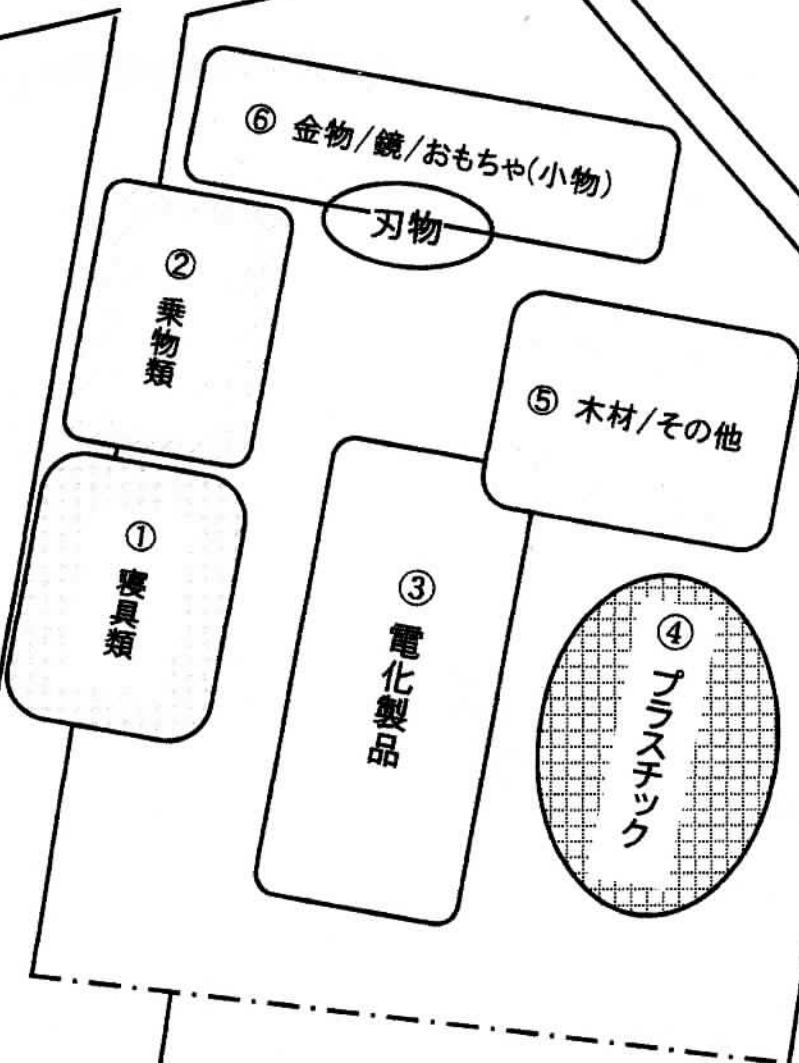 ⑥ 金物/鏡/おもちゃ(小物)
刃物
② 乗物類
⑤ 木材/その他
① 寝具類
③ 電化製品
④ プラスチック